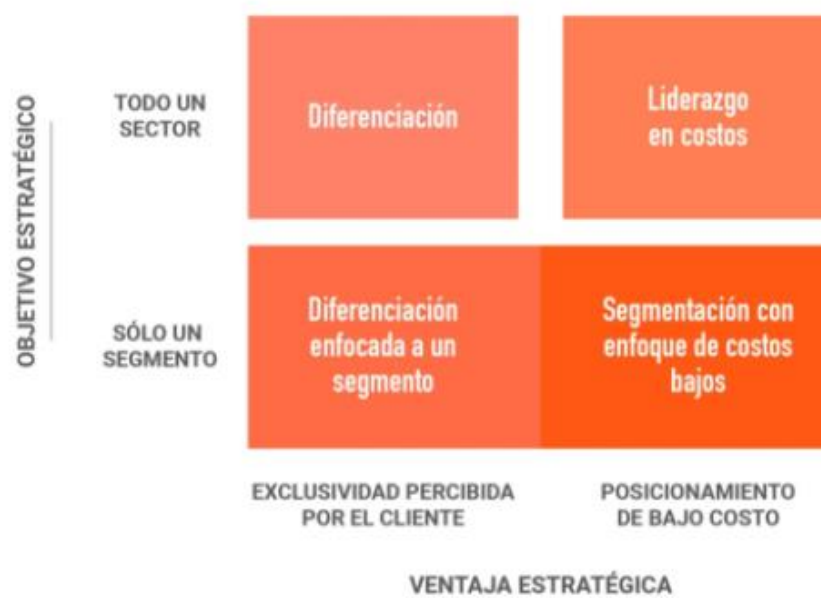 OBJETIVO ESTRATÉGICO
TODO UN
SECTOR
Diferenciación
Liderazgo
en costos
SÓLO UN
SEGMENTO
Diferenciación
enfocada a un
segmento
Segmentación con
enfoque de costos
bajos
EXCLUSIVIDAD PERCIBIDA
POR EL CLIENTE
POSICIONAMIENTO
DE BAJO COSTO
VENTAJA ESTRATÉGICA